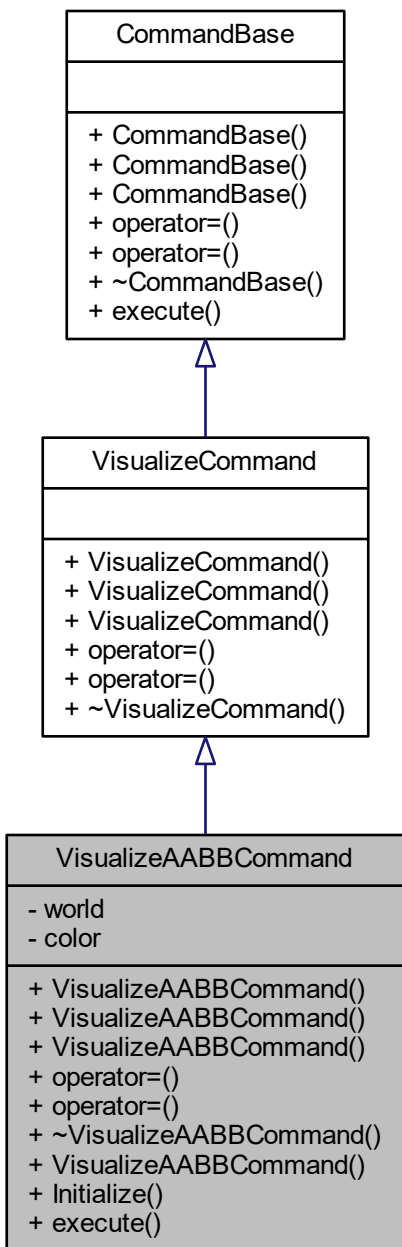 CommandBase
+ CommandBase()
+ CommandBase()
+ CommandBase()
+ operator=()
+ operator=()
+ ~CommandBase()
+ execute()
VisualizeCommand
+ VisualizeCommand()
+ VisualizeCommand()
+ VisualizeCommand()
+ operator=()
+ operator=()
+ ~VisualizeCommand()
VisualizeAABBCommand
- world
- color
+ VisualizeAABBCommand()
+ VisualizeAABBCommand()
+ VisualizeAABBCommand()
+ operator=()
+ operator=()
+ ~VisualizeAABBCommand()
+ VisualizeAABBCommand()
+ Initialize()
+ execute()